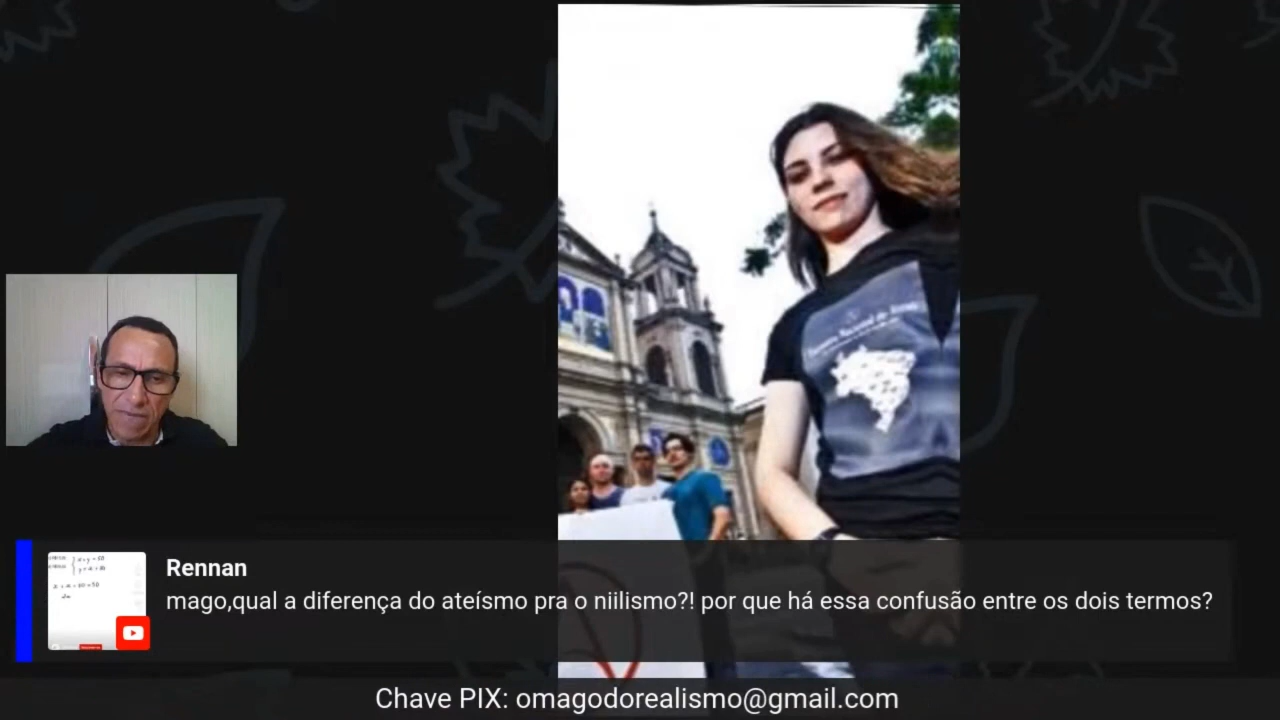 Rennan
mago,qual a diferença do ateísmo pra o niilismo?! por que há essa confusão entre os dois termos?
Chave PIX: omagodorealismo@gmail.com